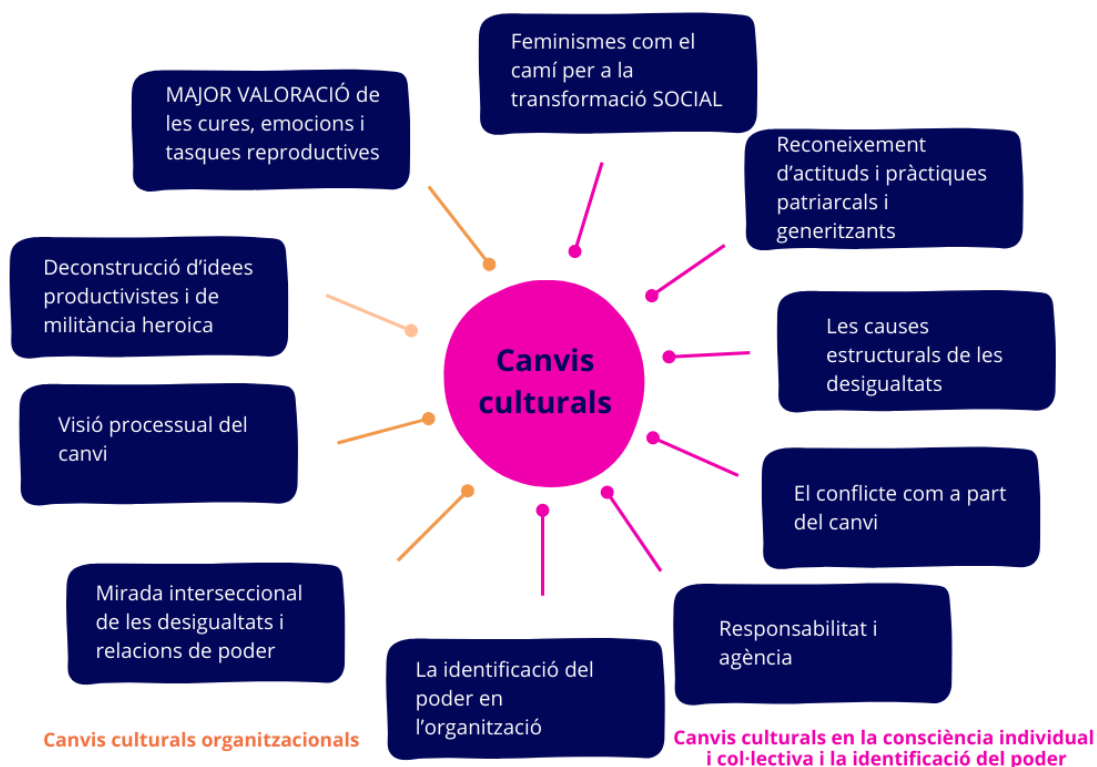 Feminismes com el
camí per a la
transformació SOCIAL
MAJOR VALORACIÓ de
les cures, emocions i
tasques reproductives
Reconeixement
d’actituds i pràctiques
patriarcals i
generitzants
Deconstrucció d’idees
productivistes i de
militància heroica
Les causes
estructurals de les
desigualtats
Canvis
culturals
Visió processual del
canvi
El conflicte com a part
del canvi
Mirada interseccional
de les desigualtats i
relacions de poder
Responsabilitat i
agència
La identificació del
poder en
l’organització
Canvis culturals organitzacionals
Canvis culturals en la consciència individual
i col·lectiva i la identificació del poder